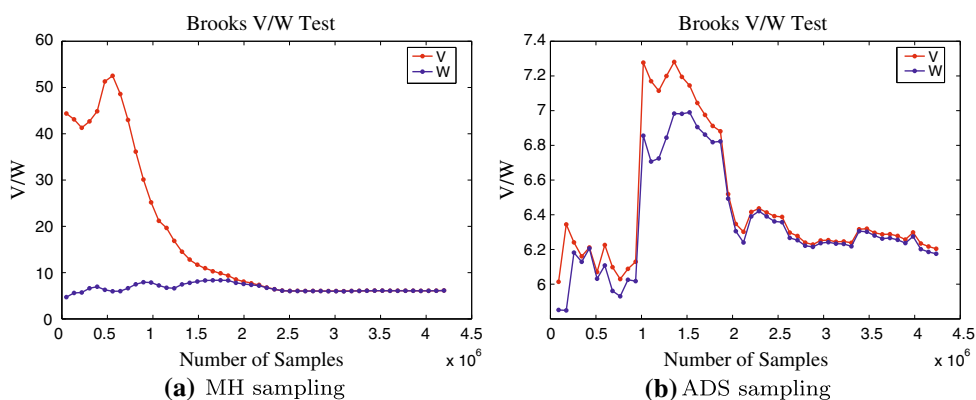 Brooks V/W Test
60
50
40
30
20
10
0
V/W
V
W
0 0.5 1 1.5 2 2.5 3 3.5 4 4.5
Number of Samples
x 10^6
(a) MH sampling
Brooks V/W Test
7.4
7.2
7
6.8
6.6
6.4
6.2
6
V/W
V
W
0 0.5 1 1.5 2 2.5 3 3.5 4 4.5
Number of Samples
x 10^6
(b) ADS sampling